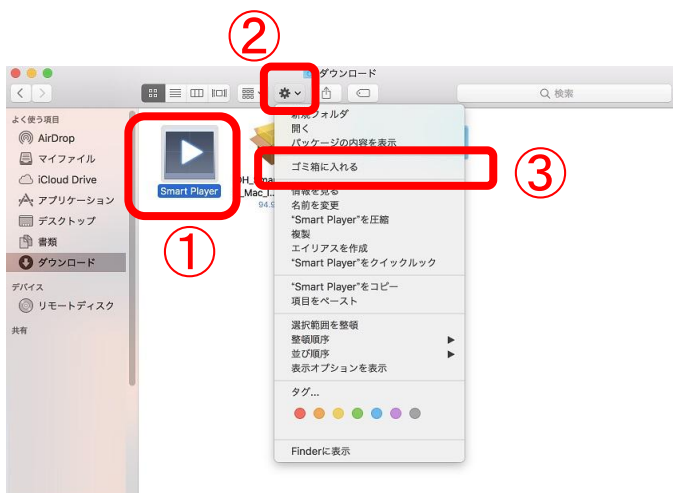 ②
ダウンロード
検索
よく使う項目
AirDrop
マイファイル
iCloud Drive
アプリケーション
デスクトップ
書類
ダウンロード
デバイス
リモートディスク
共有
Smart Player
①
94.9
新規フォルダ
開く
パッケージの内容を表示
ゴミ箱に入れる
③
情報を見る
名前を変更
“Smart Player”を圧縮
複製
エイリアスを作成
“Smart Player”をクイックルック
“Smart Player”をコピー
項目をペースト
選択範囲を整頓
整頓順序
並び順序
表示オプションを表示
タグ...
Finderに表示